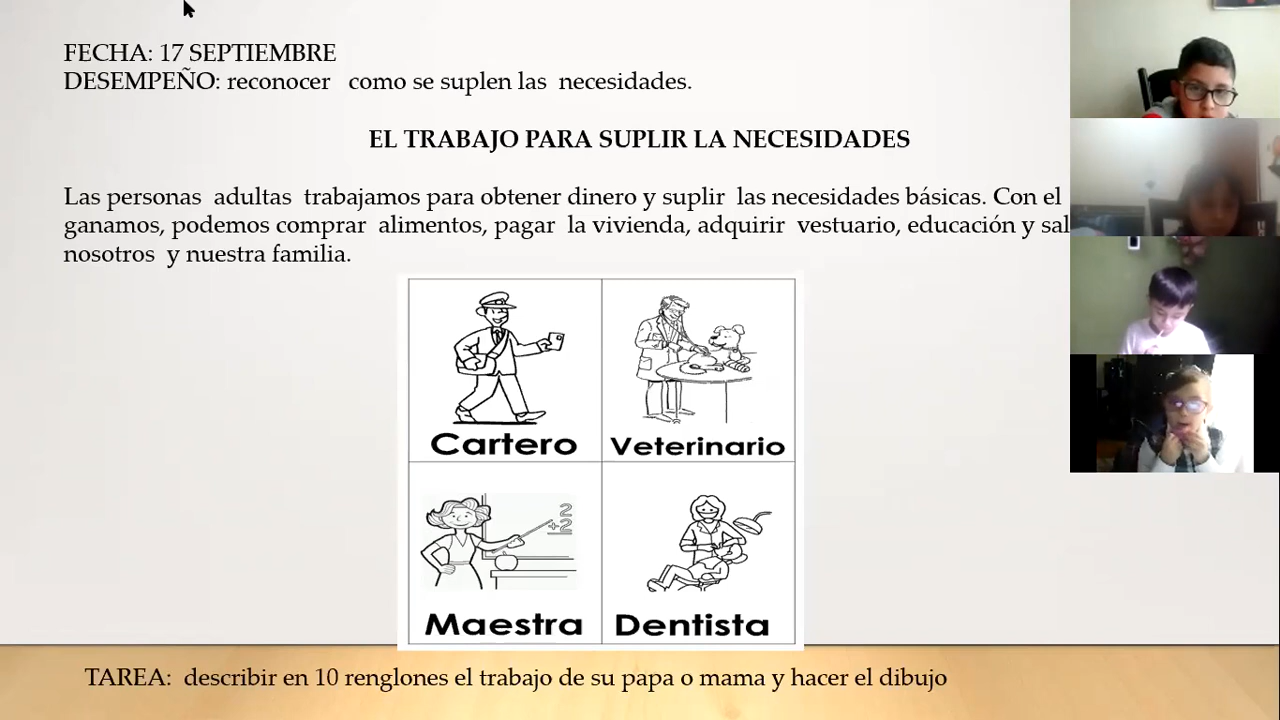 FECHA: 17 SEPTIEMBRE
DESEMPEÑO: reconocer como se suplen las necesidades.
EL TRABAJO PARA SUPLIR LA NECESIDADES
Las personas adultas trabajamos para obtener dinero y suplir las necesidades básicas. Con el
ganamos, podemos comprar alimentos, pagar la vivienda, adquirir vestuario, educación y sal
nosotros y nuestra familia.
Cartero
Veterinario
2
+2
Maestra
Dentista
TAREA: describir en 10 renglones el trabajo de su papa o mama y hacer el dibujo